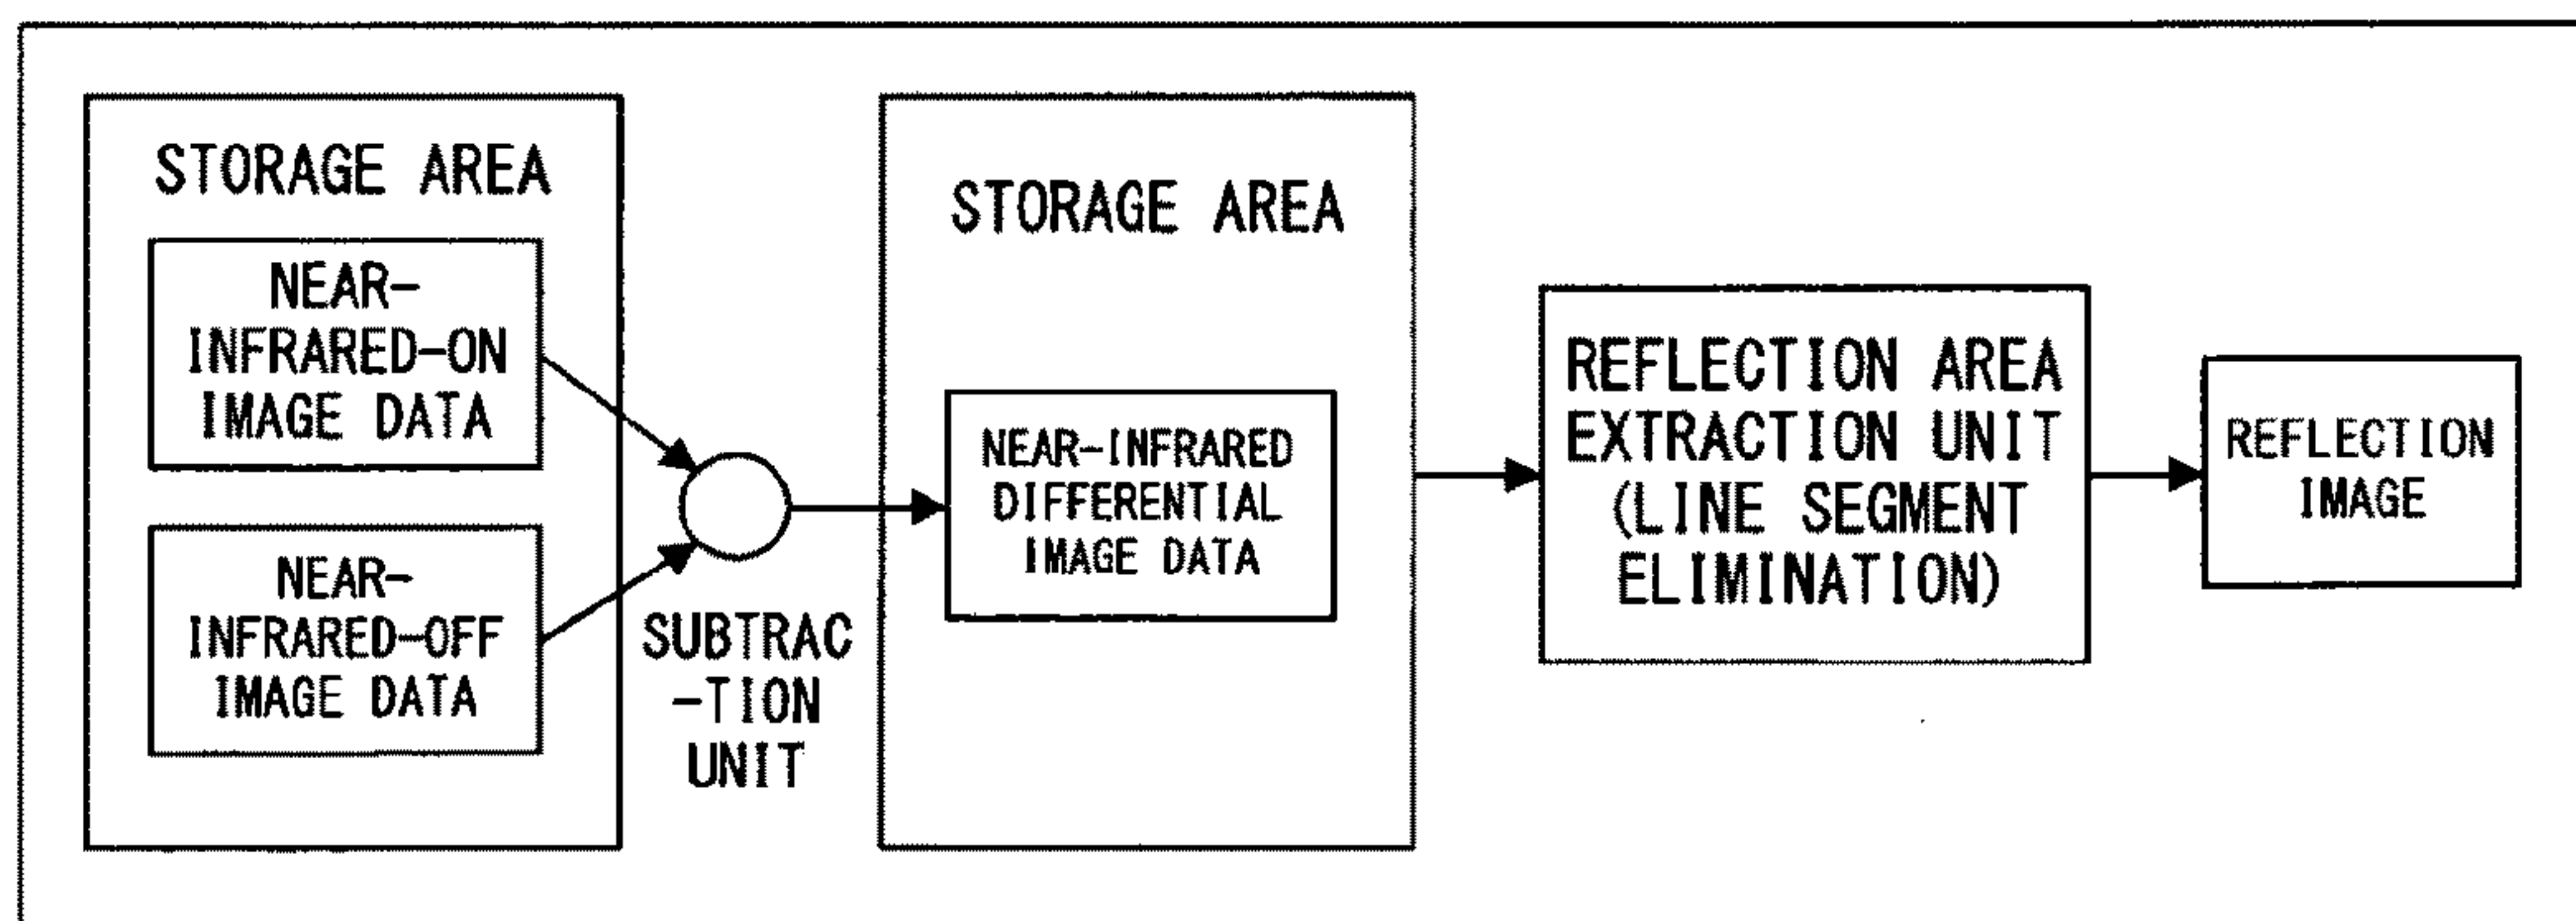 STORAGE AREA
NEAR-
INFRARED-ON
IMAGE DATA
NEAR-
INFRARED-OFF
IMAGE DATA
SUBTRAC
-TION
UNIT
STORAGE AREA
NEAR-INFRARED
DIFFERENTIAL
IMAGE DATA
REFLECTION AREA
EXTRACTION UNIT
(LINE SEGMENT
ELIMINATION)
REFLECTION
IMAGE